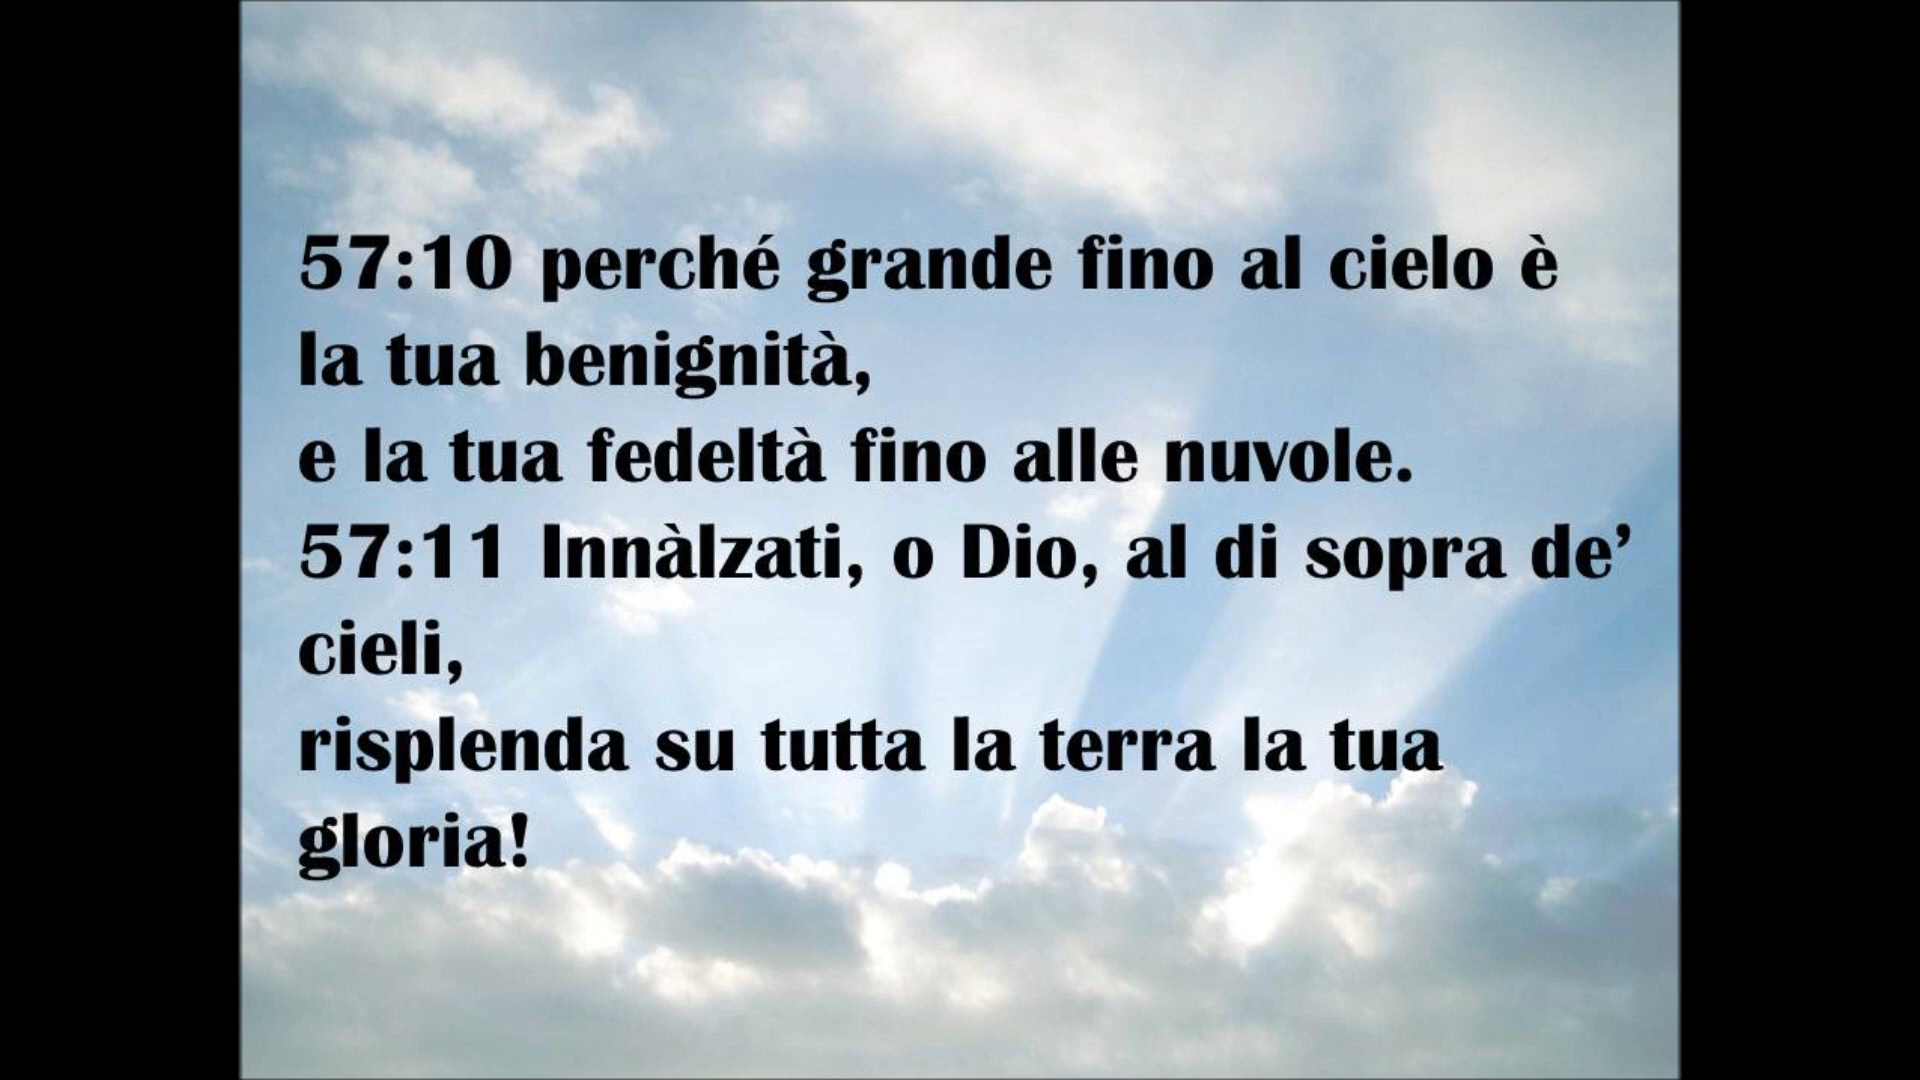 57:10 perché grande fino al cielo è
la tua benignità,
e la tua fedeltà fino alle nuvole.
57:11 Innàlzati, o Dio, al di sopra de’
cieli,
risplenda su tutta la terra la tua
gloria!